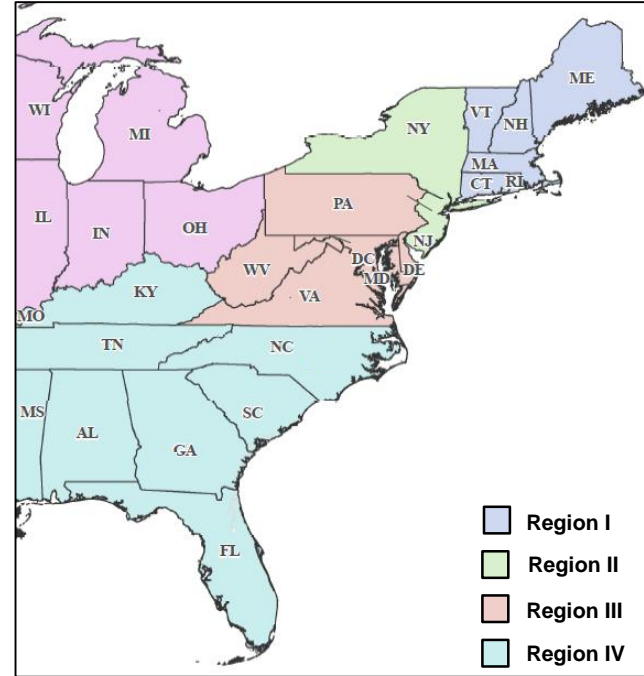 ME
WI
VT
NH
NY
MI
MA
CT
RI
PA
IL
IN
OH
NJ
DC
WV
DE
MD
KY
VA
MO
TN
NC
MS
SC
AL
GA
FL
Region I
Region II
Region III
Region IV